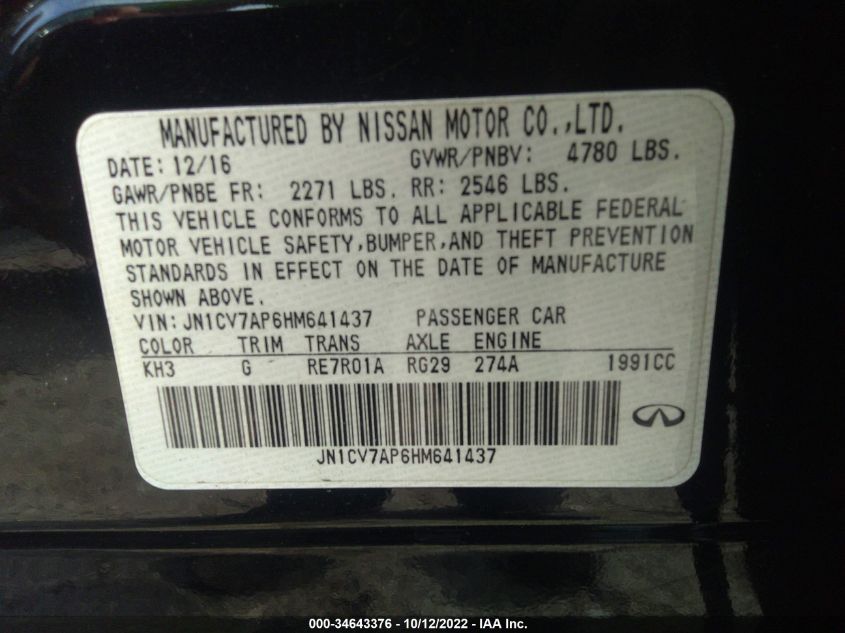 MANUFACTURED BY NISSAN MOTOR CO.,LTD.
DATE: 12/16 GVWR/PNBV: 4780 LBS.
GAWR/PNBE FR: 2271 LBS. RR: 2546 LBS.
THIS VEHICLE CONFORMS TO ALL APPLICABLE FEDERAL
MOTOR VEHICLE SAFETY,BUMPER,AND THEFT PREVENTION
STANDARDS IN EFFECT ON THE DATE OF MANUFACTURE
SHOWN ABOVE.
VIN:JN1CV7AP6HM641437 PASSENGER CAR
COLOR TRIM TRANS AXLE ENGINE
KH3 G RE7R01A RG29 274A 1991CC
JN1CV7AP6HM641437
000-34643376 - 10/12/2022 - IAA Inc.